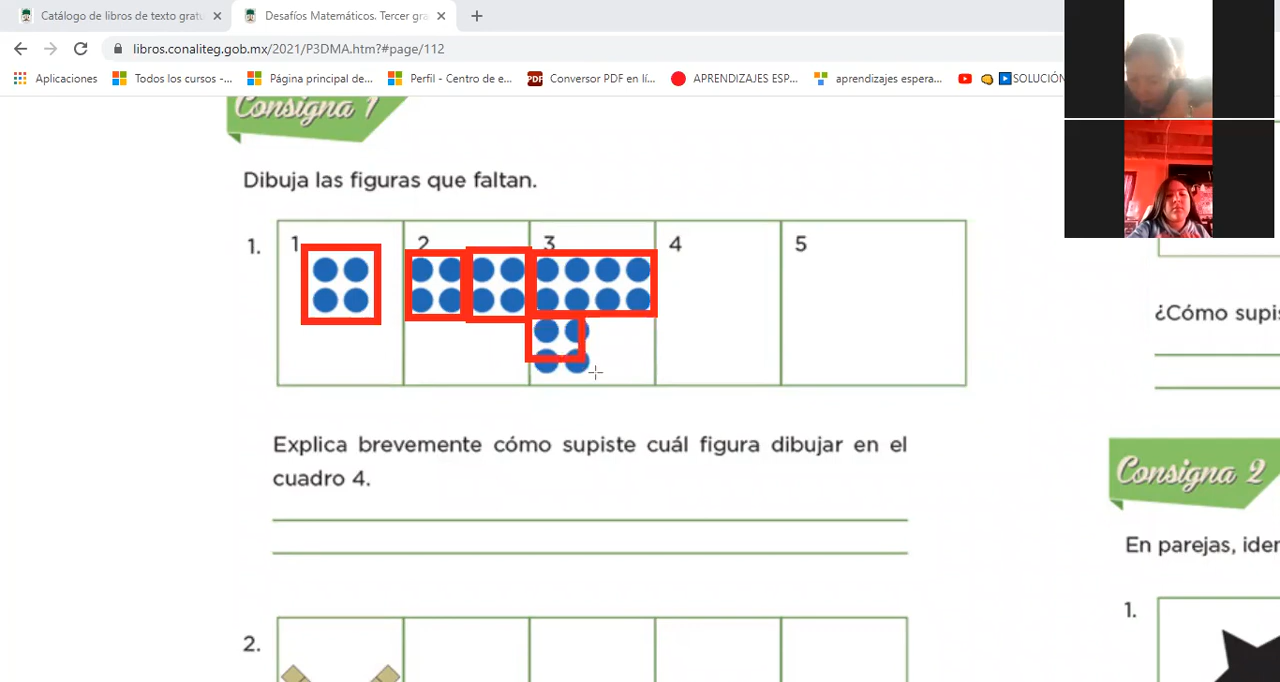 Catálogo de libros de texto gratu
Desafíos Matemáticos. Tercer gra
libros.conaliteg.gob.mx/2021/P3DMA.htm?#page/112
Aplicaciones
Todos los cursos -...
Página principal de...
Perfil - Centro de e...
PDF
Conversor PDF en lí...
APRENDIZAJES ESP...
aprendizajes espera...
SOLUCIÓN
Consigna 1
Dibuja las figuras que faltan.
1.
1
2
3
4
5
¿Cómo supis
Explica brevemente cómo supiste cuál figura dibujar en el
cuadro 4.
Consigna 2
En parejas, iden
1.
2.